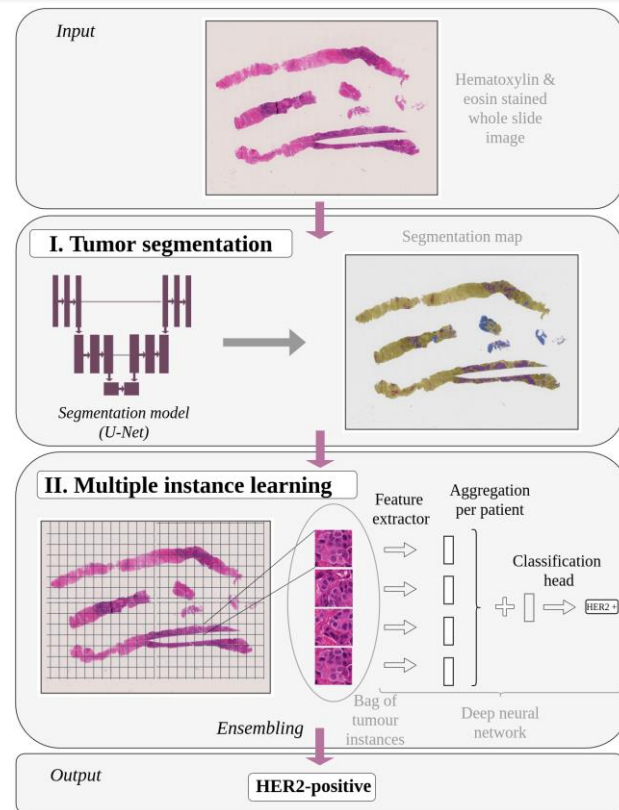 Input
Hematoxylin &
eosin stained
whole slide
image
I. Tumor segmentation
Segmentation map
Segmentation model
(U-Net)
II. Multiple instance learning
Feature
extractor
Aggregation
per patient
Classification
head
HER2 +
Bag of
tumour
instances
Deep neural
network
Ensembling
Output
HER2-positive